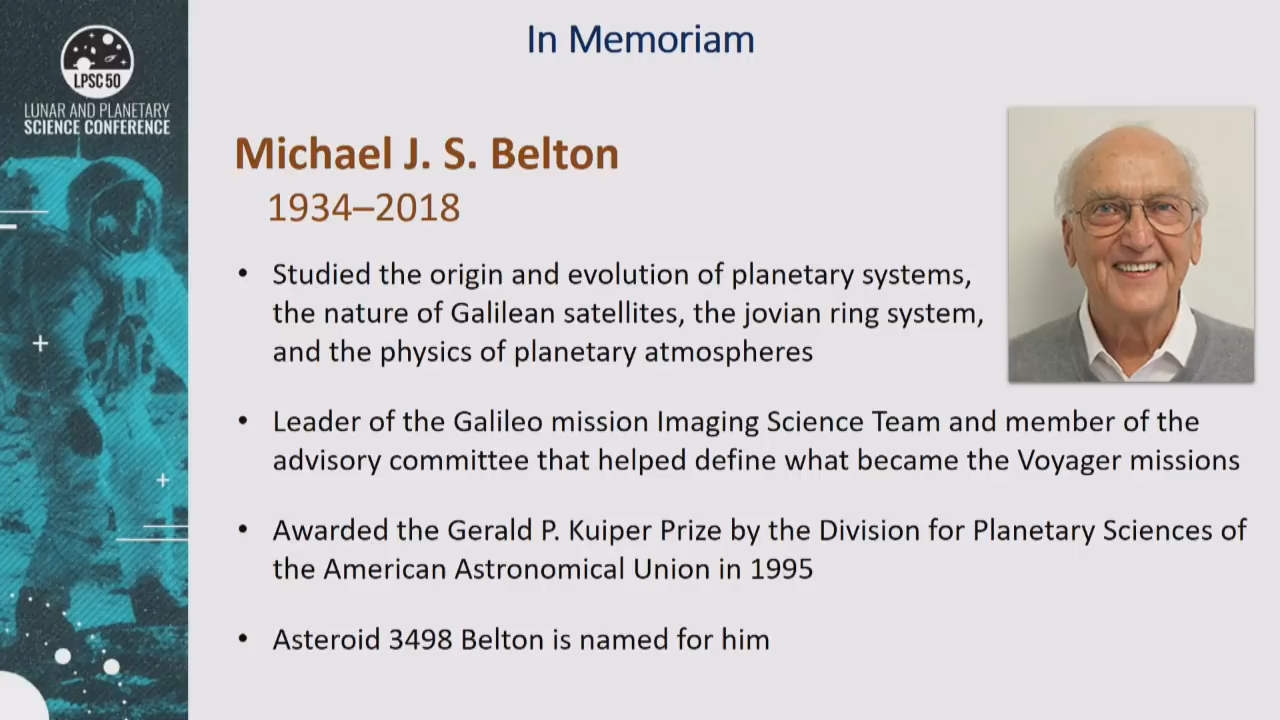 In Memoriam
LPSC 50
LUNAR AND PLANETARY
SCIENCE CONFERENCE
Michael J. S. Belton
1934–2018
• Studied the origin and evolution of planetary systems,
the nature of Galilean satellites, the jovian ring system,
and the physics of planetary atmospheres
• Leader of the Galileo mission Imaging Science Team and member of the
advisory committee that helped define what became the Voyager missions
• Awarded the Gerald P. Kuiper Prize by the Division for Planetary Sciences of
the American Astronomical Union in 1995
• Asteroid 3498 Belton is named for him